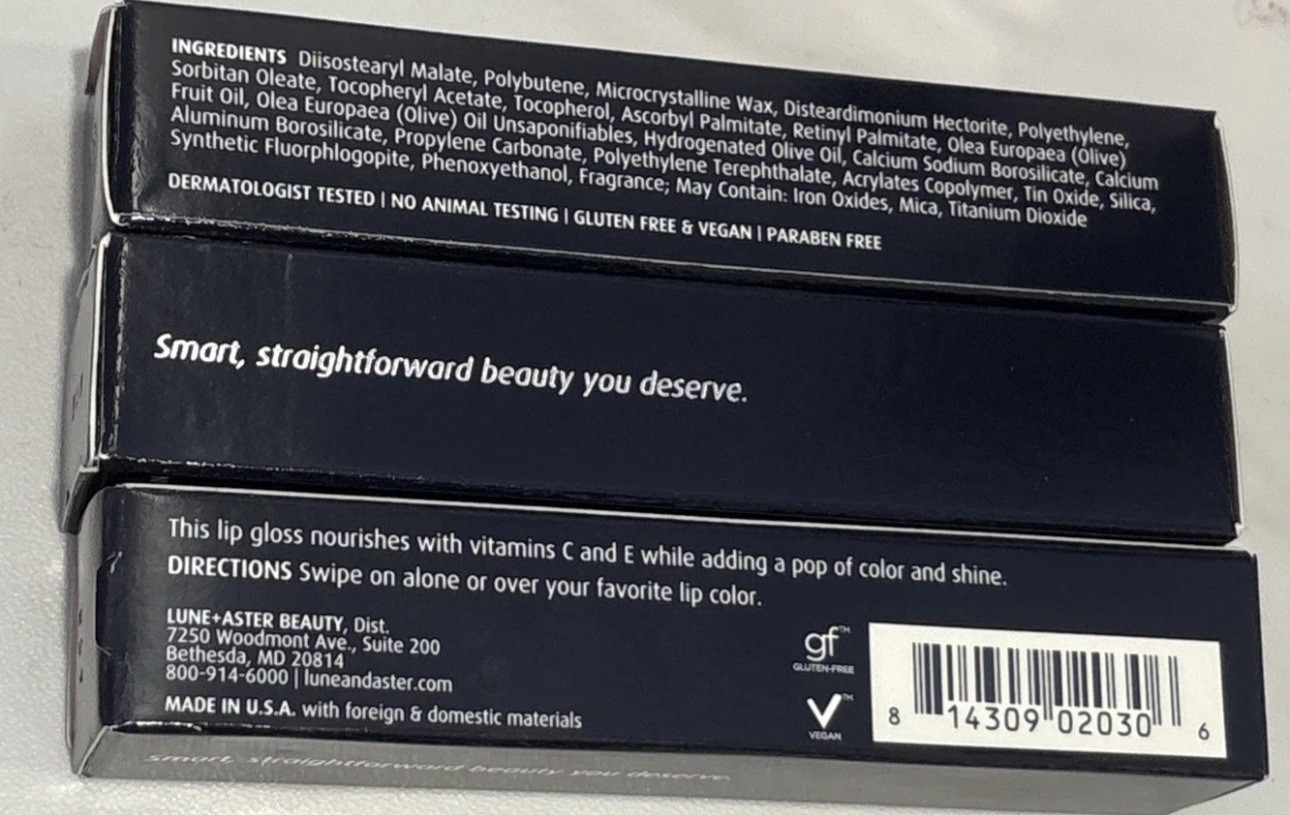 INGREDIENTS Diisostearyl Malate, Polybutene, Microcrystalline Wax, Disteardimonium Hectorite, Polyethylene,
Sorbitan Oleate, Tocopheryl Acetate, Tocopherol, Ascorbyl Palmitate, Retinyl Palmitate, Olea Europaea (Olive)
Fruit Oil, Olea Europaea (Olive) Oil Unsaponifiables, Hydrogenated Olive Oil, Calcium Sodium Borosilicate, Calcium
Aluminum Borosilicate, Propylene Carbonate, Polyethylene Terephthalate, Acrylates Copolymer, Tin Oxide, Silica,
Synthetic Fluorphlogopite, Phenoxyethanol, Fragrance; May Contain: Iron Oxides, Mica, Titanium Dioxide
DERMATOLOGIST TESTED | NO ANIMAL TESTING | GLUTEN FREE & VEGAN | PARABEN FREE
Smart, straightforward beauty you deserve.
This lip gloss nourishes with vitamins C and E while adding a pop of color and shine.
DIRECTIONS Swipe on alone or over your favorite lip color.
LUNE+ASTER BEAUTY, Dist.
7250 Woodmont Ave., Suite 200
Bethesda, MD 20814
800-914-6000 | luneandaster.com
MADE IN U.S.A. with foreign & domestic materials
gf™
GLUTEN-FREE
™
VEGAN
8 14309 02030 6
Smart, straightforward beauty you deserve.